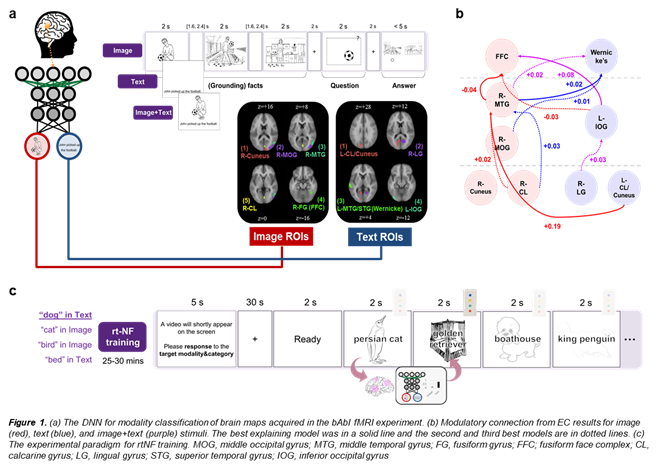 a
2 s
[1.6, 2.4] s
2 s
[1.6, 2.4] s
2 s
2 s
2 s
< 5 s
Image
+
?
+
Text
John picked up the football
(Grounding) facts
Question
Answer
Image+Text
John picked up the football
z=+16
z=+8
(1)
R-Cuneus
(2)
R-MOG
(3)
R-MTG
(5)
R-CL
(4)
R-FG (FFC)
z=0
z=-16
z=+28
z=+12
(1)
L-CL/Cuneus
(2)
R-LG
(3)
L-MTG/STG (Wernicke)
(4)
L-IOG
z=+4
z=-12
Image ROIs
Text ROIs
b
FFC
Wernicke's
-0.04
+0.02
+0.08
+0.02
+0.01
-0.03
R-MTG
L-IOG
R-MOG
+0.03
+0.03
+0.02
R-Cuneus
R-CL
R-LG
L-CL/Cuneus
+0.19
c
5 s
30 s
2 s
2 s
2 s
2 s
2 s
"dog" in Text
"cat" in Image
"bird" in Image
"bed" in Text
rt-NF training
25-30 mins
A video will shortly appear on the screen
Please response to the target modality&category
+
Ready
persian cat
golden retriever
boathouse
king penguin
...
Figure 1. (a) The DNN for modality classification of brain maps acquired in the bAbI fMRI experiment. (b) Modulatory connection from EC results for image
(red), text (blue), and image+text (purple) stimuli. The best explaining model was in a solid line and the second and third best models are in dotted lines. (c)
The experimental paradigm for rtNF training. MOG, middle occipital gyrus; MTG, middle temporal gyrus; FG, fusiform gyrus; FFC, fusiform face complex; CL,
calcarine gyrus; LG, lingual gyrus; STG, superior temporal gyrus; IOG, inferior occipital gyrus